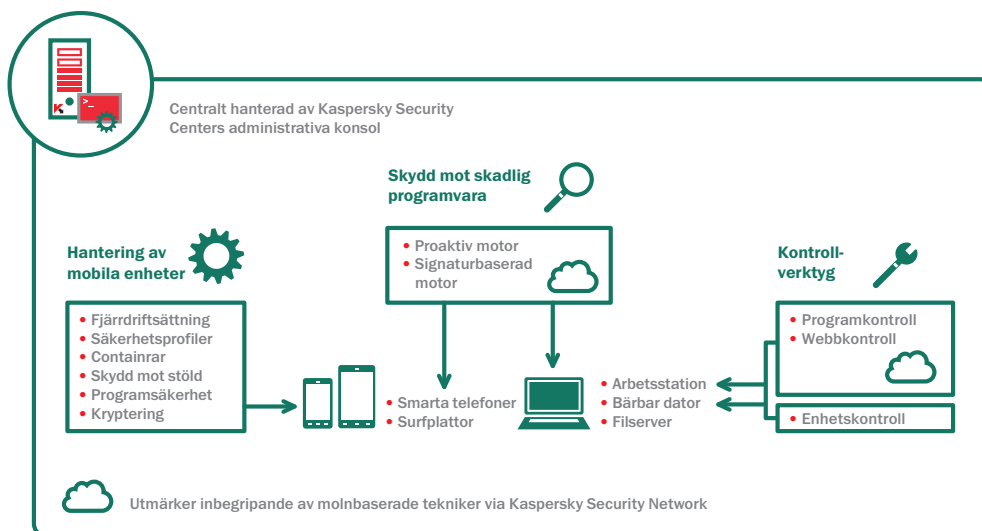 Centralt hanterad av Kaspersky Security
Centers administrativa konsol
Skydd mot skadlig
programvara
• Proaktiv motor
• Signaturbaserad
motor
Hantering av
mobila enheter
• Fjärrdriftsättning
• Säkerhetsprofiler
• Containrar
• Skydd mot stöld
• Programsäkerhet
• Kryptering
• Smarta telefoner
• Surfplattor
• Arbetsstation
• Bärbar dator
• Filserver
Kontroll-
verktyg
• Programkontroll
• Webbkontroll
• Enhetskontroll
Utmärker inbegripande av molnbaserade tekniker via Kaspersky Security Network